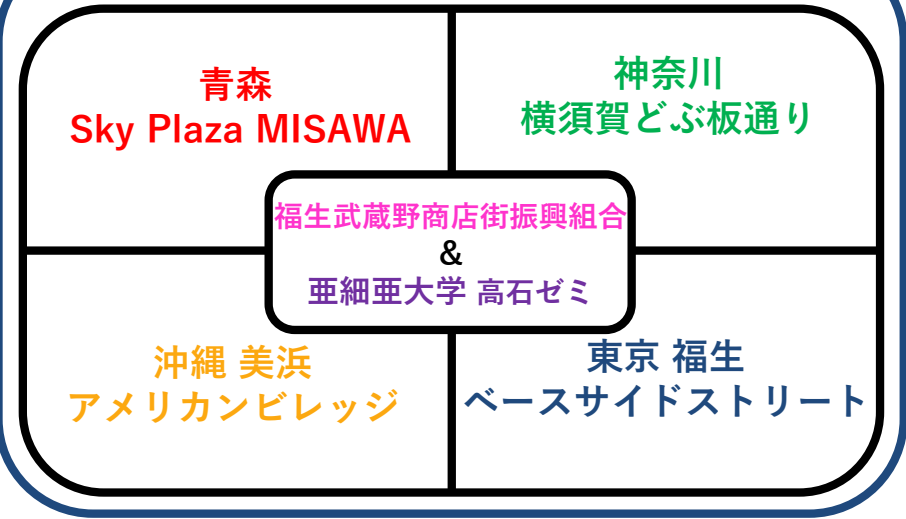 青森
Sky Plaza MISAWA
神奈川
横須賀どぶ板通り
福生武蔵野商店街振興組合
&
亜細亜大学 高石ゼミ
沖縄 美浜
アメリカンビレッジ
東京 福生
ベースサイドストリート